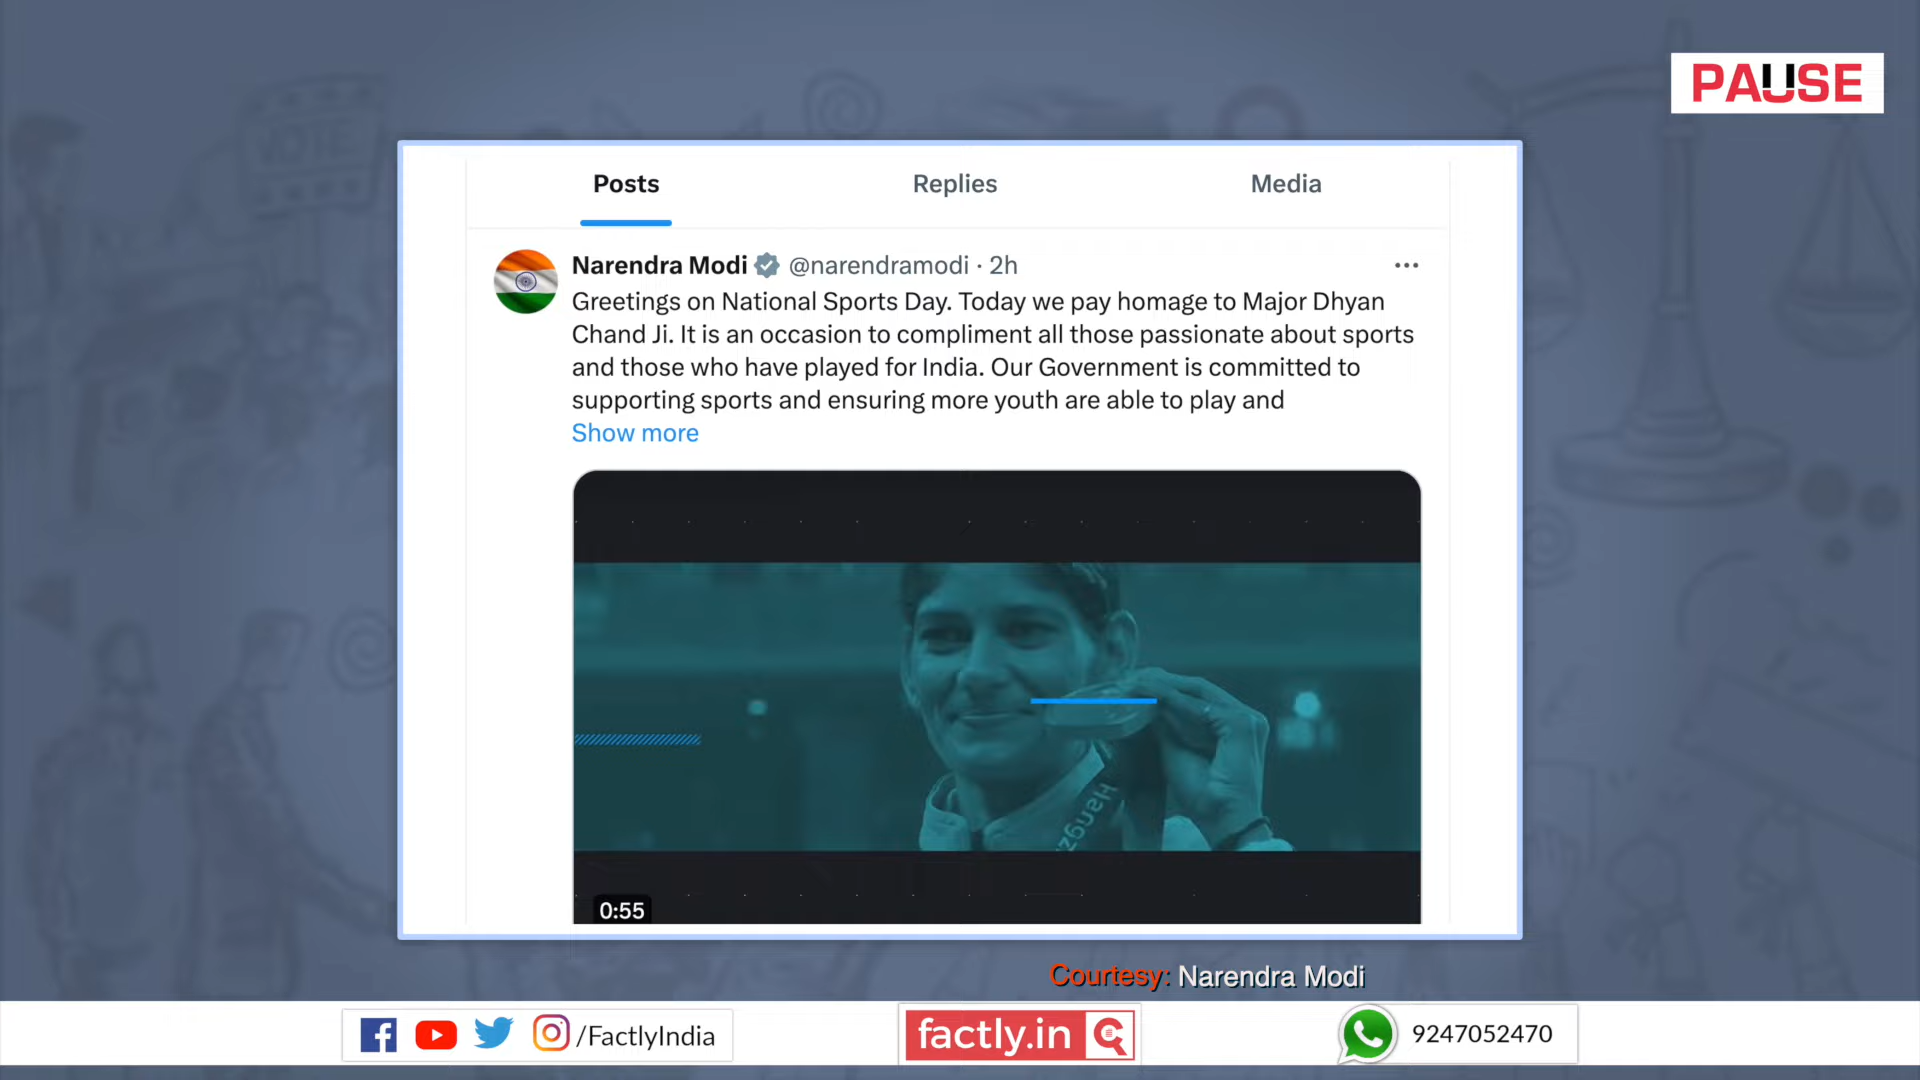 PAUSE
VOTE
Posts
Replies
Media
Narendra Modi @narendramodi · 2h
Greetings on National Sports Day. Today we pay homage to Major Dhyan
Chand Ji. It is an occasion to compliment all those passionate about sports
and those who have played for India. Our Government is committed to
supporting sports and ensuring more youth are able to play and
Show more
Hangz
0:55
Courtesy: Narendra Modi
/FactlyIndia
factly.in
9247052470